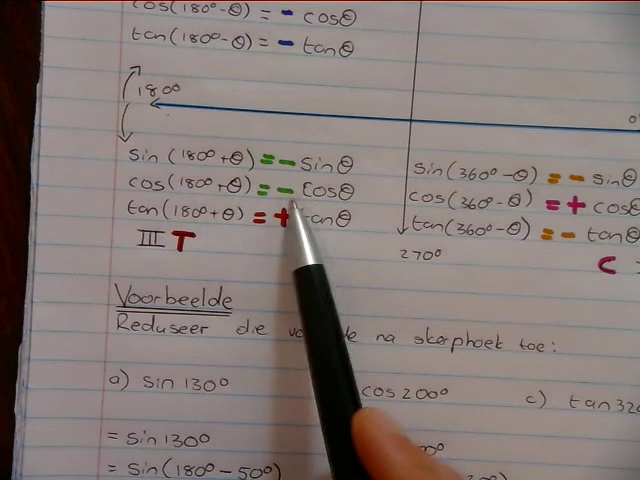 cos(180°-θ) = - cosθ
tan(180°-θ) = - tanθ
180°
sin(180°+θ) = - sinθ
cos(180°+θ) = - cosθ
tan(180°+θ) = + tanθ
III T
sin(360°-θ) = - sinθ
cos(360°-θ) = + cosθ
tan(360°-θ) = - tanθ
270°
C
Voorbeelde
Reduseer die na skerphoek toe:
a) sin 130°
cos 200°
c) tan 32
= sin 130°
= sin(180°-50°)